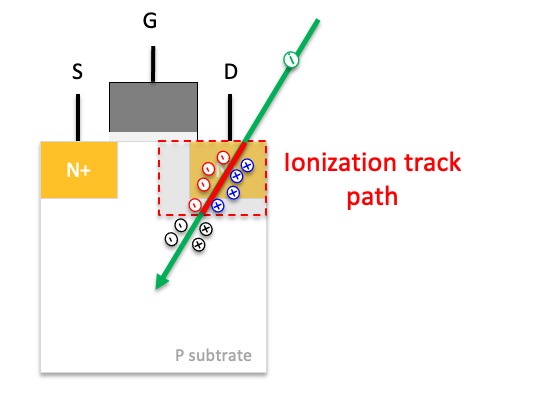 G
S
D
N+
Ionization track
path
P subtrate